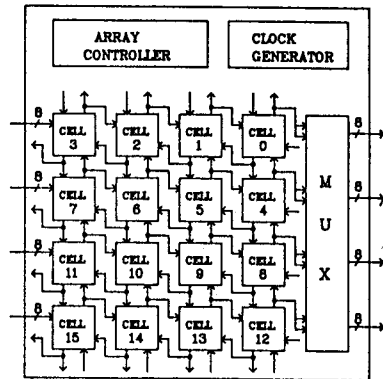 ARRAY CONTROLLER
CLOCK GENERATOR
8 8
CELL 3 CELL 2 CELL 1 CELL 0
8
CELL 7 CELL 6 CELL 5 CELL 4
8
MUX
8 8
CELL 11 CELL 10 CELL 9 CELL 8
8 8
CELL 15 CELL 14 CELL 13 CELL 12